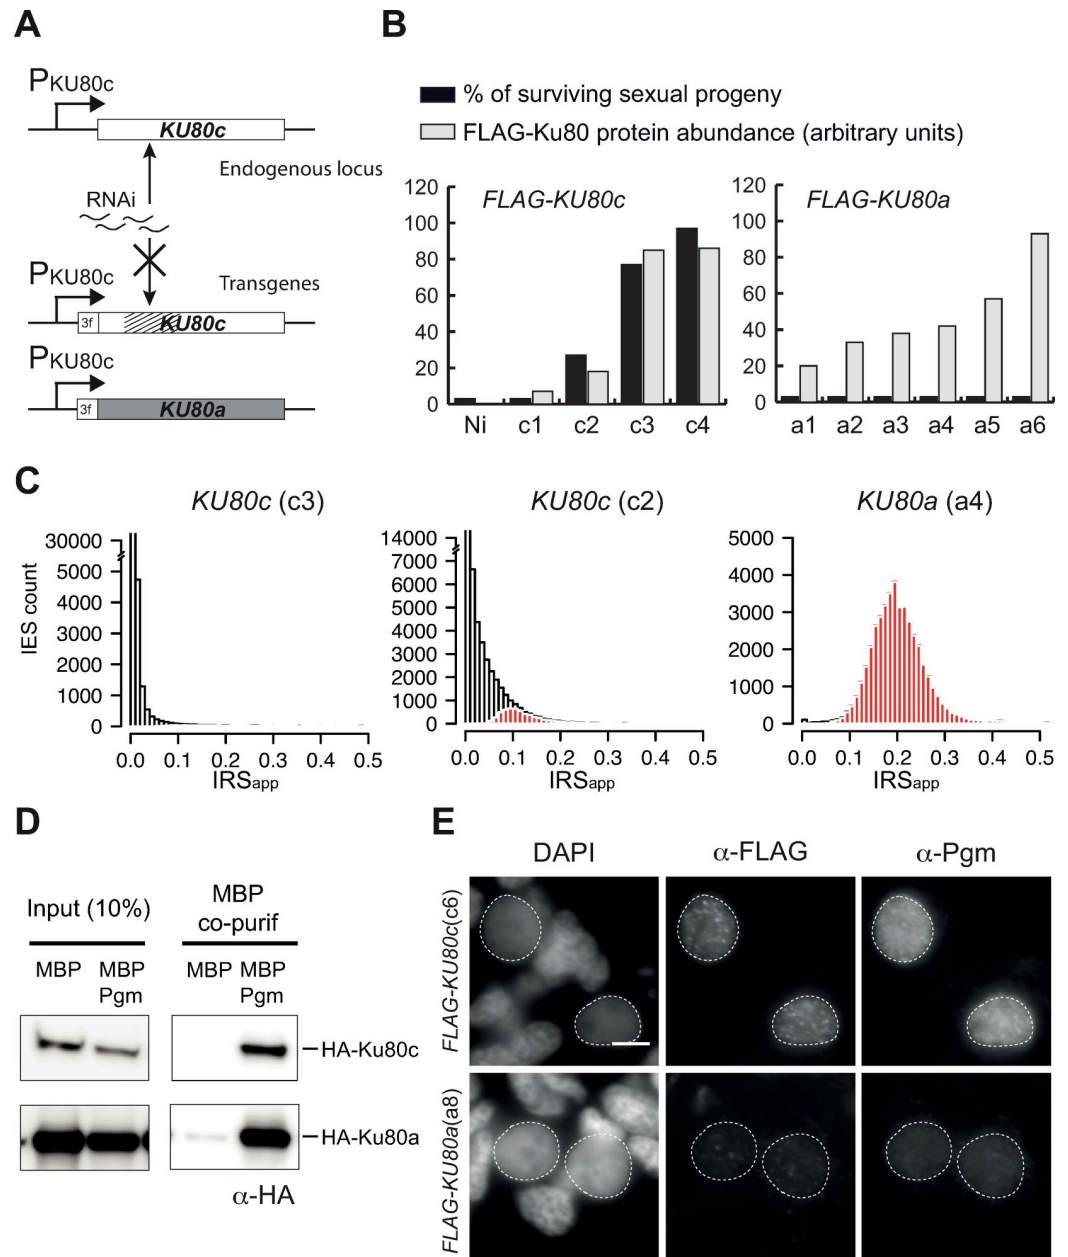 A
PKU80c
KU80c
Endogenous locus
RNAi
PKU80c
Transgenes
3f
KU80c
PKU80c
3f
KU80a
B
% of surviving sexual progeny
FLAG-Ku80 protein abundance (arbitrary units)
FLAG-KU80c
120
100
80
60
40
20
0
Ni c1 c2 c3 c4
FLAG-KU80a
120
100
80
60
40
20
0
a1 a2 a3 a4 a5 a6
C
KU80c (c3)
IES count
30000
5000
4000
3000
2000
1000
0
0.0 0.1 0.2 0.3 0.4 0.5
IRSapp
KU80c (c2)
14000
7000
6000
5000
4000
3000
2000
1000
0
0.0 0.1 0.2 0.3 0.4 0.5
IRSapp
KU80a (a4)
5000
4000
3000
2000
1000
0
0.0 0.1 0.2 0.3 0.4 0.5
IRSapp
D
Input (10%)
MBP
co-purif
MBP MBP Pgm
MBP MBP Pgm
HA-Ku80c
HA-Ku80a
α-HA
E
DAPI α-FLAG α-Pgm
FLAG-KU80c(c6)
FLAG-KU80a(a8)